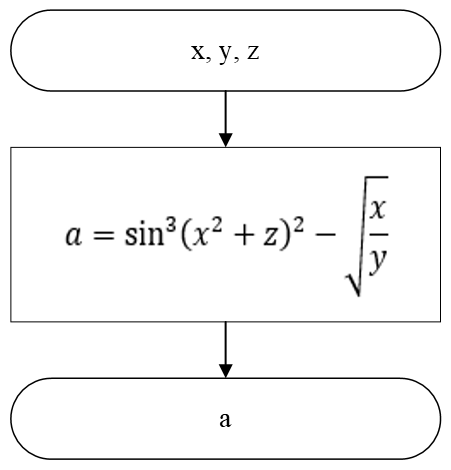 x, y, z
a = sin³(x² + z)² − √(x/y)
a